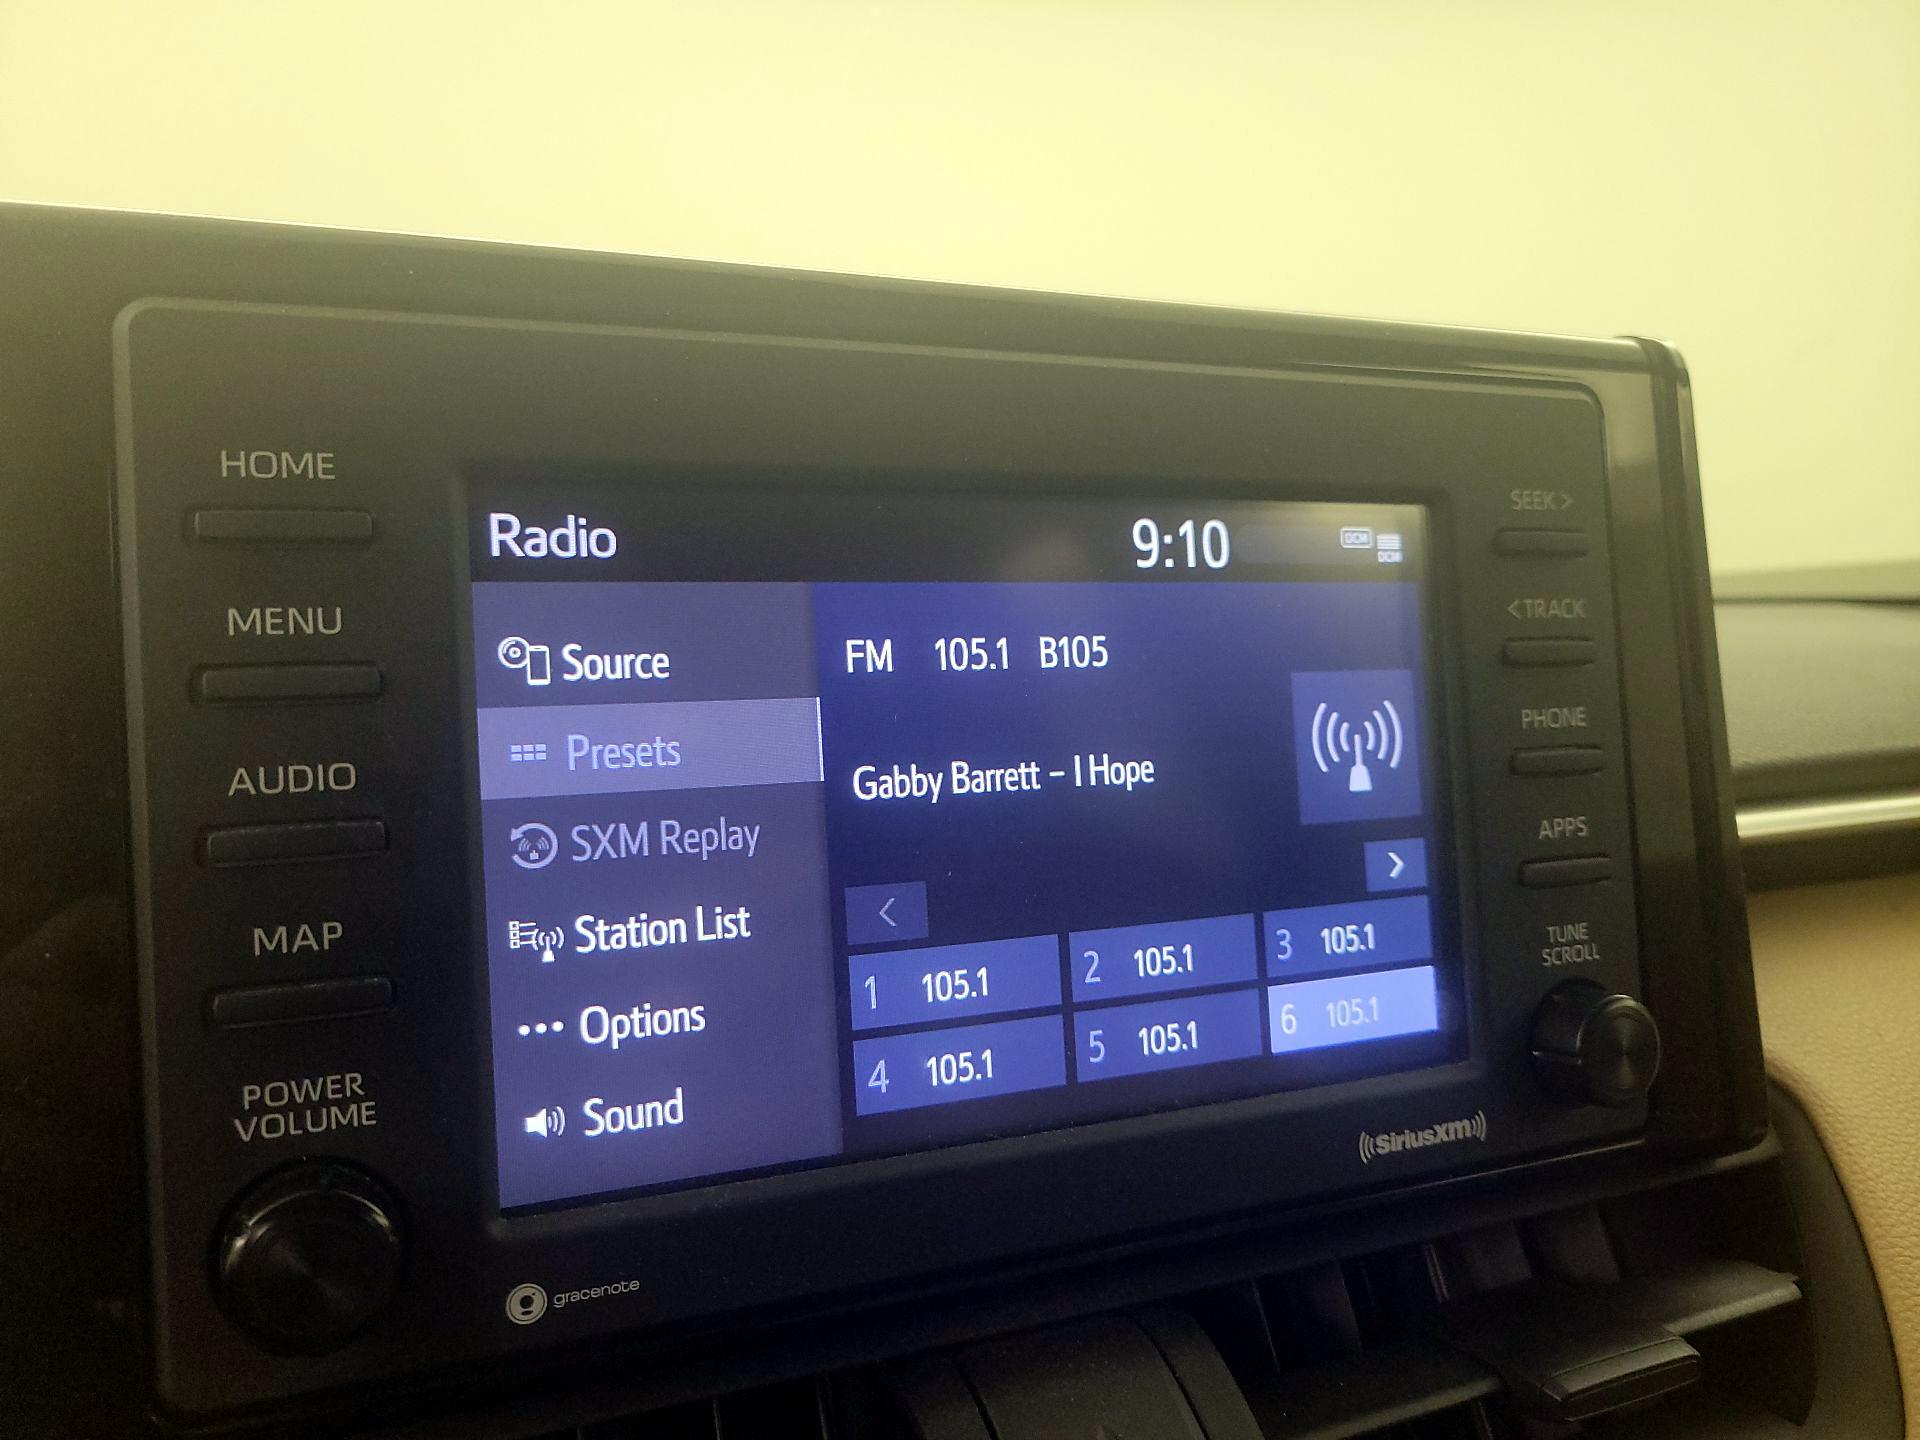 HOME
MENU
AUDIO
MAP
POWER
VOLUME
Radio
9:10
DCM
DCM
Source
Presets
SXM Replay
Station List
Options
Sound
FM 105.1 B105
Gabby Barrett – I Hope
<
>
1 105.1
2 105.1
3 105.1
4 105.1
5 105.1
6 105.1
SEEK >
< TRACK
PHONE
APPS
TUNE
SCROLL
gracenote
((SiriusXM))